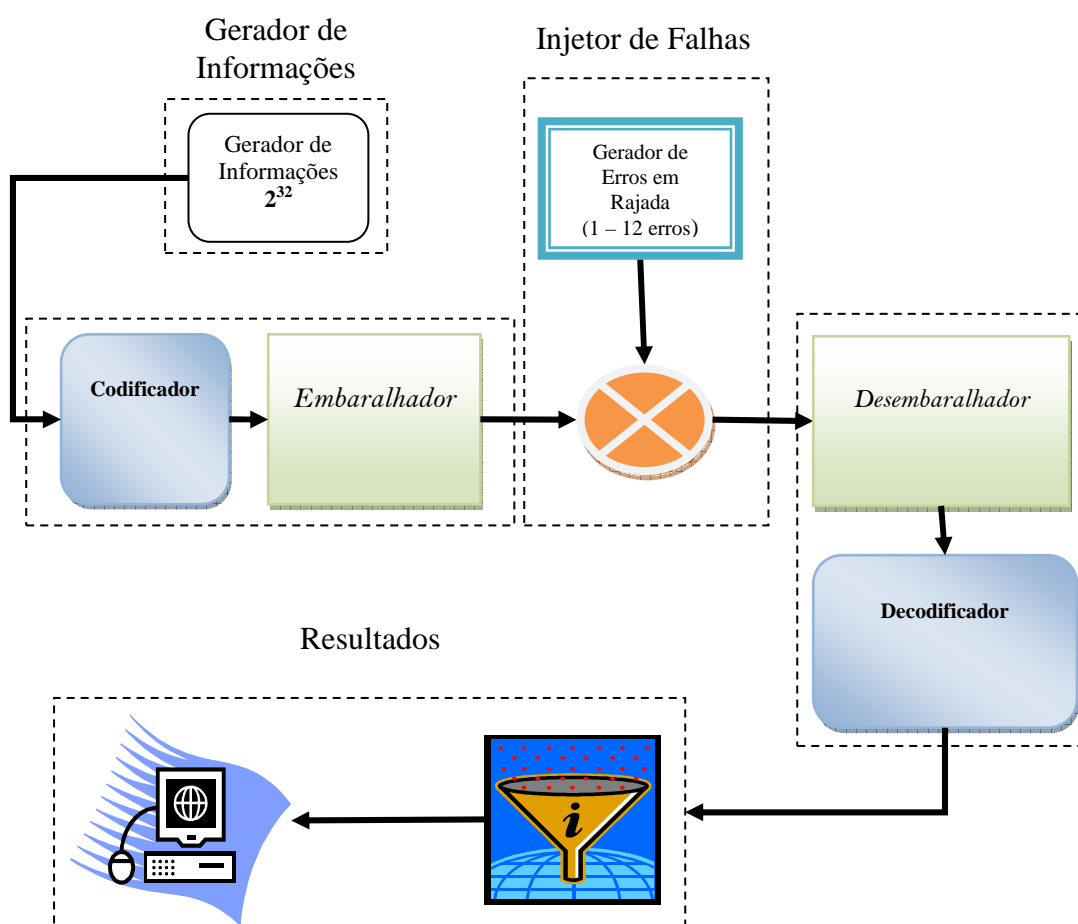 Gerador de
Informações
Injetor de Falhas
Gerador de
Informações
2³²
Gerador de
Erros em
Rajada
(1 – 12 erros)
Codificador
Embaralhador
Desembaralhador
Decodificador
Resultados
i